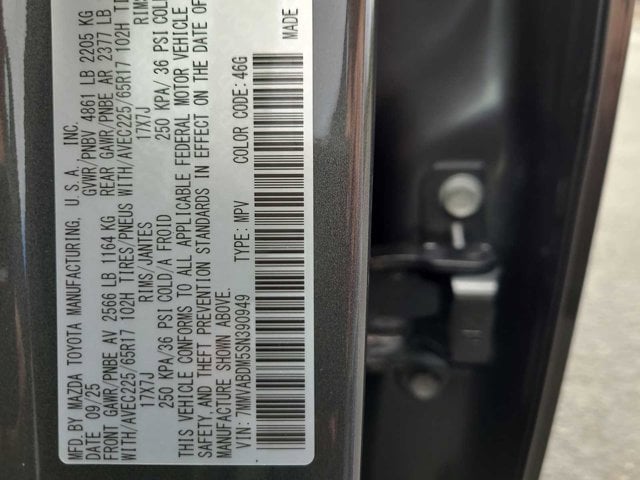 MFD. BY MAZDA TOYOTA MANUFACTURING, U.S.A. INC.
09/25 GVWR/PNBV 4861 LB 2205 KG
FRONT GAWR/PNBE AV 2566 LB 1164 KG REAR GAWR/PNBE AR 2377 LB
WITH/AVEC225/65R17 102H TIRES/PNEUS WITH/AVEC225/65R17 102H
17X7J RIMS/JANTES 17X7J RIMS
250 KPA/36 PSI COLD/A FROID 250 KPA/36 PSI
THIS VEHICLE CONFORMS TO ALL APPLICABLE FEDERAL MOTOR VEHICLE
SAFETY, AND THEFT PREVENTION STANDARDS IN EFFECT ON THE DATE OF
MANUFACTURE SHOWN ABOVE.
VIN: 7MMVABDM5SN390949 TYPE: MPV COLOR CODE: 46G MADE